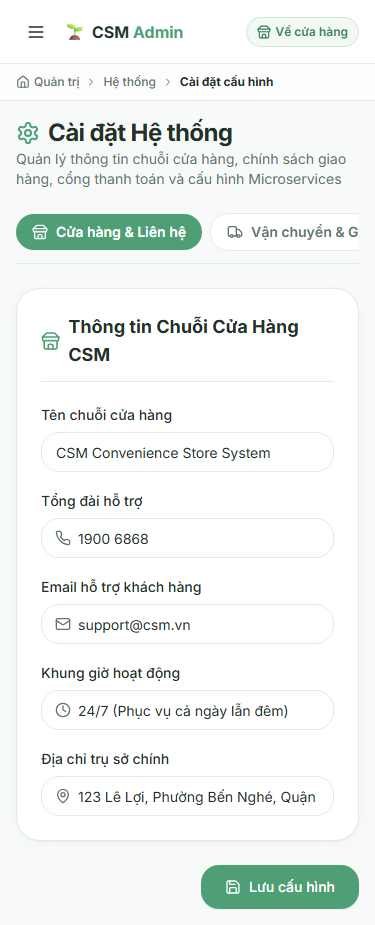 CSM Admin
Về cửa hàng
Quản trị > Hệ thống > Cài đặt cấu hình
Cài đặt Hệ thống
Quản lý thông tin chuỗi cửa hàng, chính sách giao
hàng, cổng thanh toán và cấu hình Microservices
Cửa hàng & Liên hệ
Vận chuyển & G
Thông tin Chuỗi Cửa Hàng
CSM
Tên chuỗi cửa hàng
CSM Convenience Store System
Tổng đài hỗ trợ
1900 6868
Email hỗ trợ khách hàng
support@csm.vn
Khung giờ hoạt động
24/7 (Phục vụ cả ngày lẫn đêm)
Địa chỉ trụ sở chính
123 Lê Lợi, Phường Bến Nghé, Quận
Lưu cấu hình